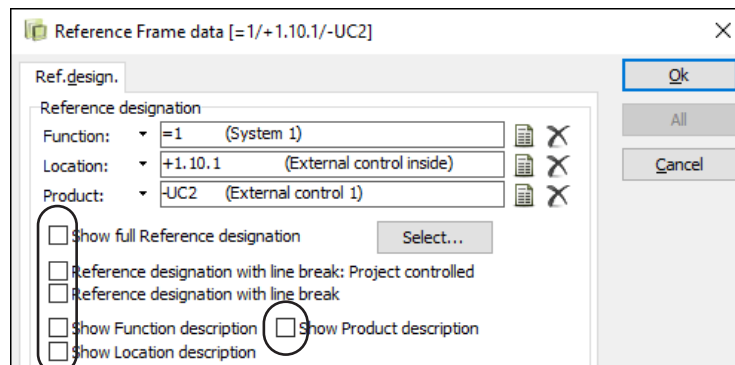 Reference Frame data [=1/+1.10.1/-UC2]
Ref.design.
Ok
All
Cancel
Reference designation
Function: =1 (System 1)
Location: +1.10.1 (External control inside)
Product: -UC2 (External control 1)
Show full Reference designation
Select...
Reference designation with line break: Project controlled
Reference designation with line break
Show Function description Show Product description
Show Location description